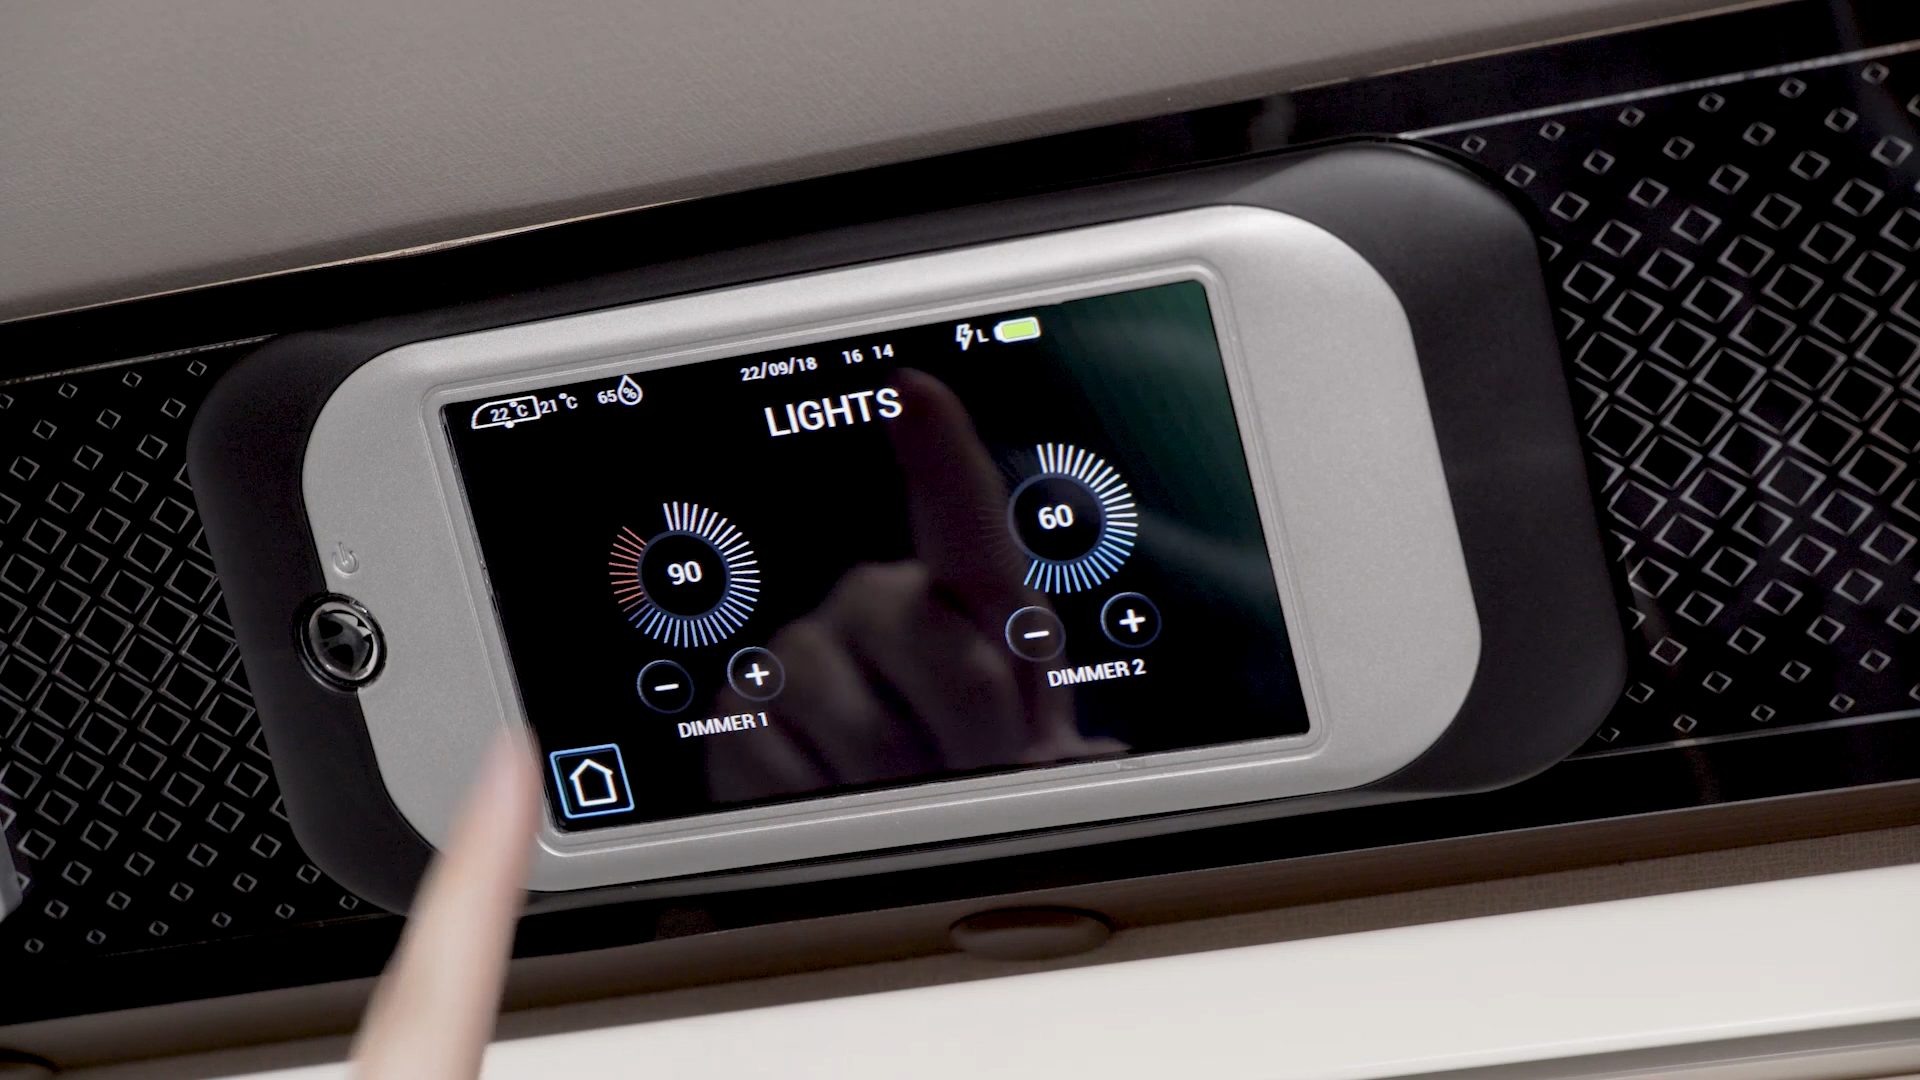 22°C 21°C 65% 22/09/18 16 14 L
LIGHTS
90 60
- + - +
DIMMER 1 DIMMER 2